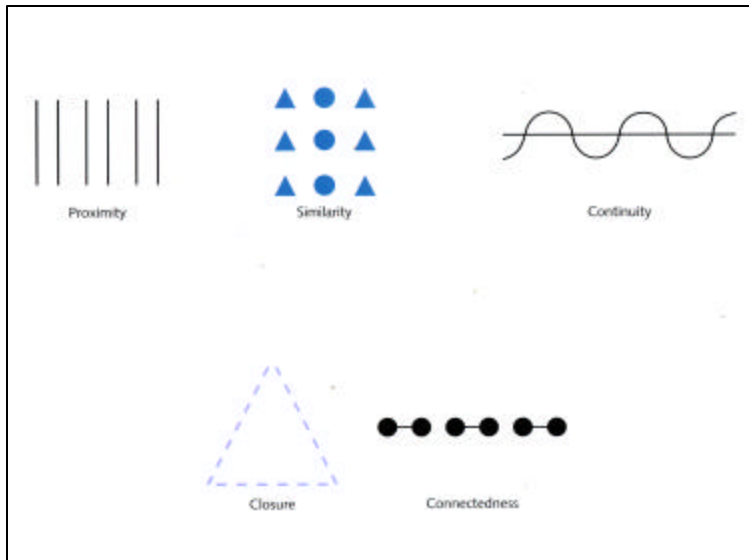 Proximity
Similarity
Continuity
Closure
Connectedness